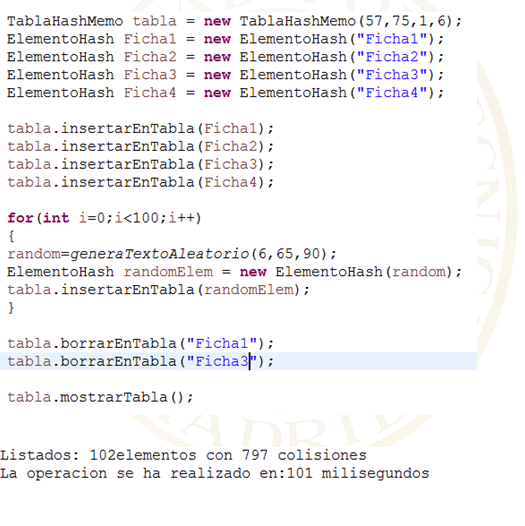 TablaHashMemo tabla = new TablaHashMemo(57,75,1,6);
ElementoHash Ficha1 = new ElementoHash("Ficha1");
ElementoHash Ficha2 = new ElementoHash("Ficha2");
ElementoHash Ficha3 = new ElementoHash("Ficha3");
ElementoHash Ficha4 = new ElementoHash("Ficha4");
tabla.insertarEnTabla(Ficha1);
tabla.insertarEnTabla(Ficha2);
tabla.insertarEnTabla(Ficha3);
tabla.insertarEnTabla(Ficha4);
for(int i=0;i<100;i++)
{
random=generaTextoAleatorio(6,65,90);
ElementoHash randomElem = new ElementoHash(random);
tabla.insertarEnTabla(randomElem);
}
tabla.borrarEnTabla("Ficha1");
tabla.borrarEnTabla("Ficha3");
tabla.mostrarTabla();
Listados: 102elementos con 797 colisiones
La operacion se ha realizado en:101 milisegundos